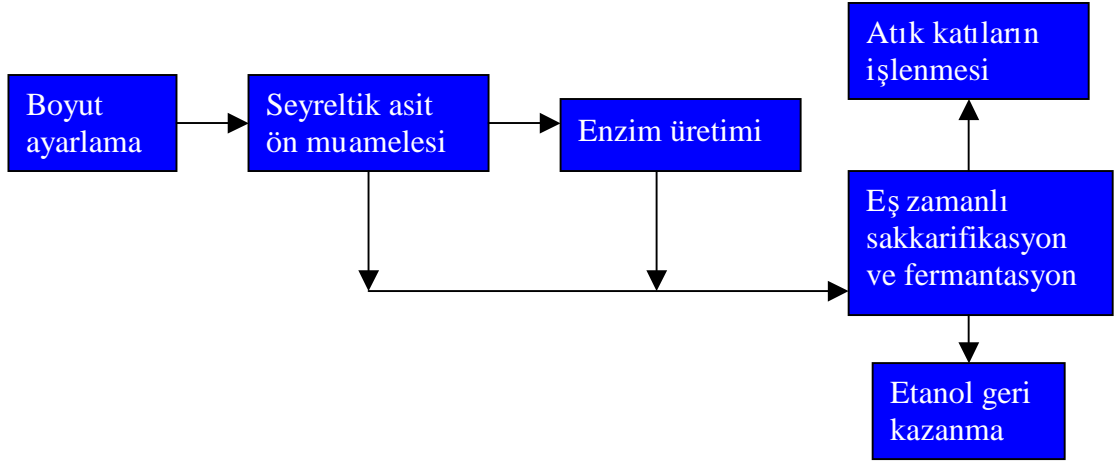 Boyut
ayarlama
Seyreltik asit
ön muamelesi
Enzim üretimi
Atık katıların
işlenmesi
Eş zamanlı
sakkarifikasyon
ve fermantasyon
Etanol geri
kazanma